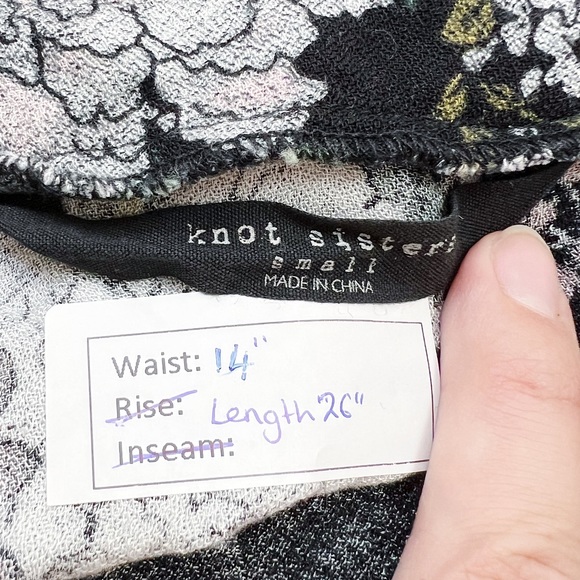 knot sisters
small
MADE IN CHINA
Waist: 14"
Rise: Length 26"
Inseam: